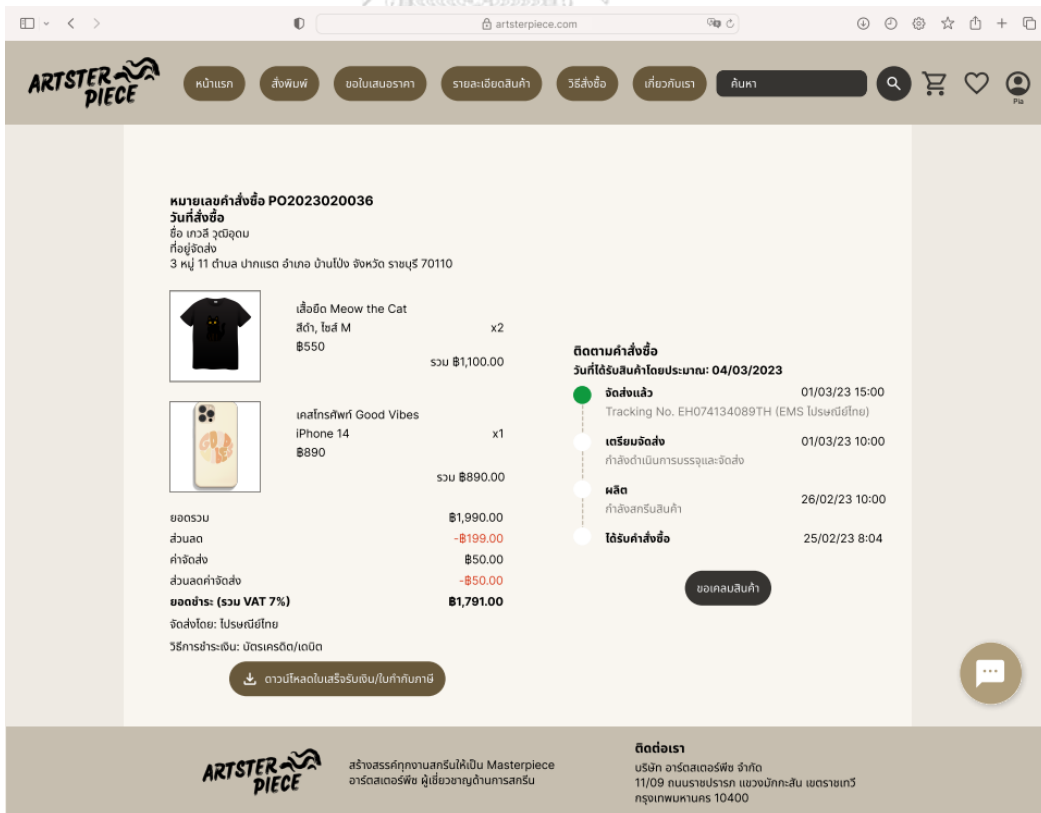 artsterpiece.com
ARTSTER PIECE
หน้าแรก
สั่งพิมพ์
ขอใบเสนอราคา
รายละเอียดสินค้า
วิธีสั่งซื้อ
เกี่ยวกับเรา
ค้นหา
Pia
หมายเลขคำสั่งซื้อ PO2023020036
วันที่สั่งซื้อ
ชื่อ เกวลี วุฒิอุดม
ที่อยู่จัดส่ง
3 หมู่ 11 ตำบล ปากแรต อำเภอ บ้านโป่ง จังหวัด ราชบุรี 70110
เสื้อยืด Meow the Cat
สีดำ, ไซส์ M x2
฿550
รวม ฿1,100.00
เคสโทรศัพท์ Good Vibes
iPhone 14 x1
฿890
รวม ฿890.00
ยอดรวม ฿1,990.00
ส่วนลด -฿199.00
ค่าจัดส่ง ฿50.00
ส่วนลดค่าจัดส่ง -฿50.00
ยอดชำระ (รวม VAT 7%) ฿1,791.00
จัดส่งโดย: ไปรษณีย์ไทย
วิธีการชำระเงิน: บัตรเครดิต/เดบิต
ดาวน์โหลดใบเสร็จรับเงิน/ใบกำกับภาษี
ติดตามคำสั่งซื้อ
วันที่ได้รับสินค้าโดยประมาณ: 04/03/2023
จัดส่งแล้ว 01/03/23 15:00
Tracking No. EH074134089TH (EMS ไปรษณีย์ไทย)
เตรียมจัดส่ง 01/03/23 10:00
กำลังดำเนินการบรรจุและจัดส่ง
ผลิต 26/02/23 10:00
กำลังสกรีนสินค้า
ได้รับคำสั่งซื้อ 25/02/23 8:04
ขอเคลมสินค้า
ARTSTER PIECE
สร้างสรรค์ทุกงานสกรีนให้เป็น Masterpiece
อาร์ตสเตอร์พีซ ผู้เชี่ยวชาญด้านการสกรีน
ติดต่อเรา
บริษัท อาร์ตสเตอร์พีซ จำกัด
11/09 ถนนราชปรารภ แขวงมักกะสัน เขตราชเทวี
กรุงเทพมหานคร 10400